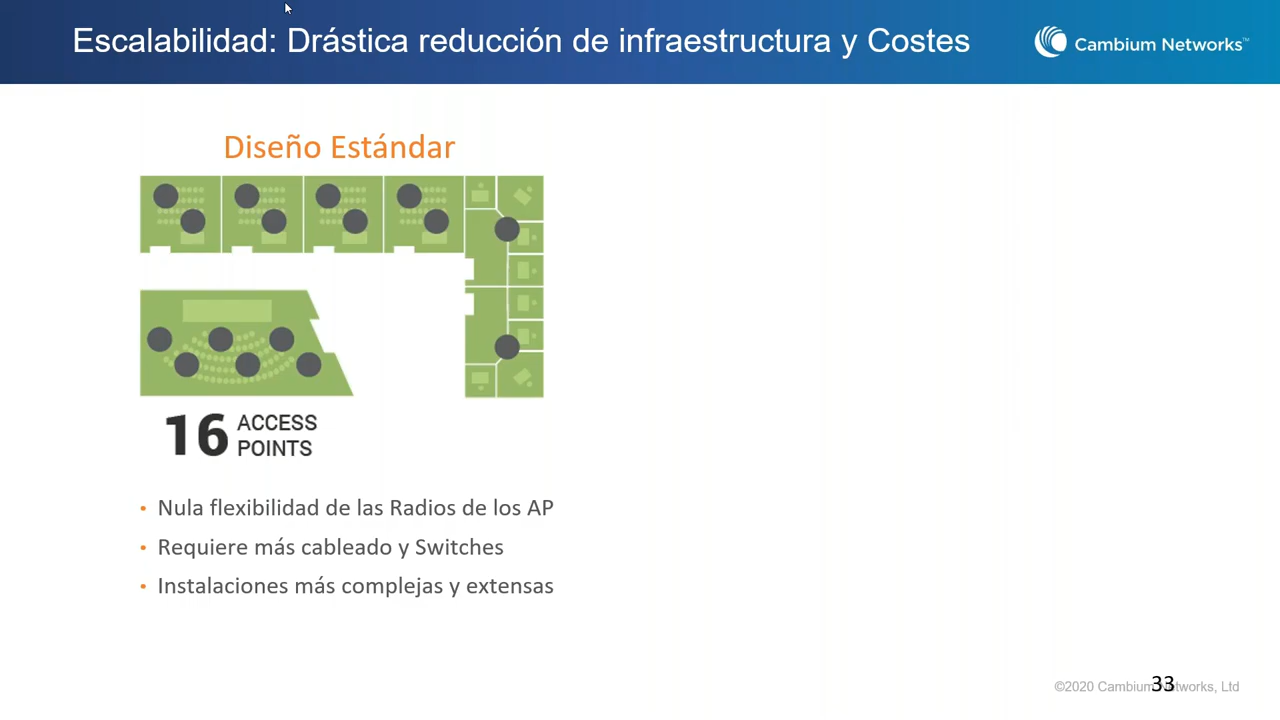 Escalabilidad: Drástica reducción de infraestructura y Costes
Cambium Networks™
Diseño Estándar
16 ACCESS POINTS
• Nula flexibilidad de las Radios de los AP
• Requiere más cableado y Switches
• Instalaciones más complejas y extensas
©2020 Cambium Networks, Ltd
33